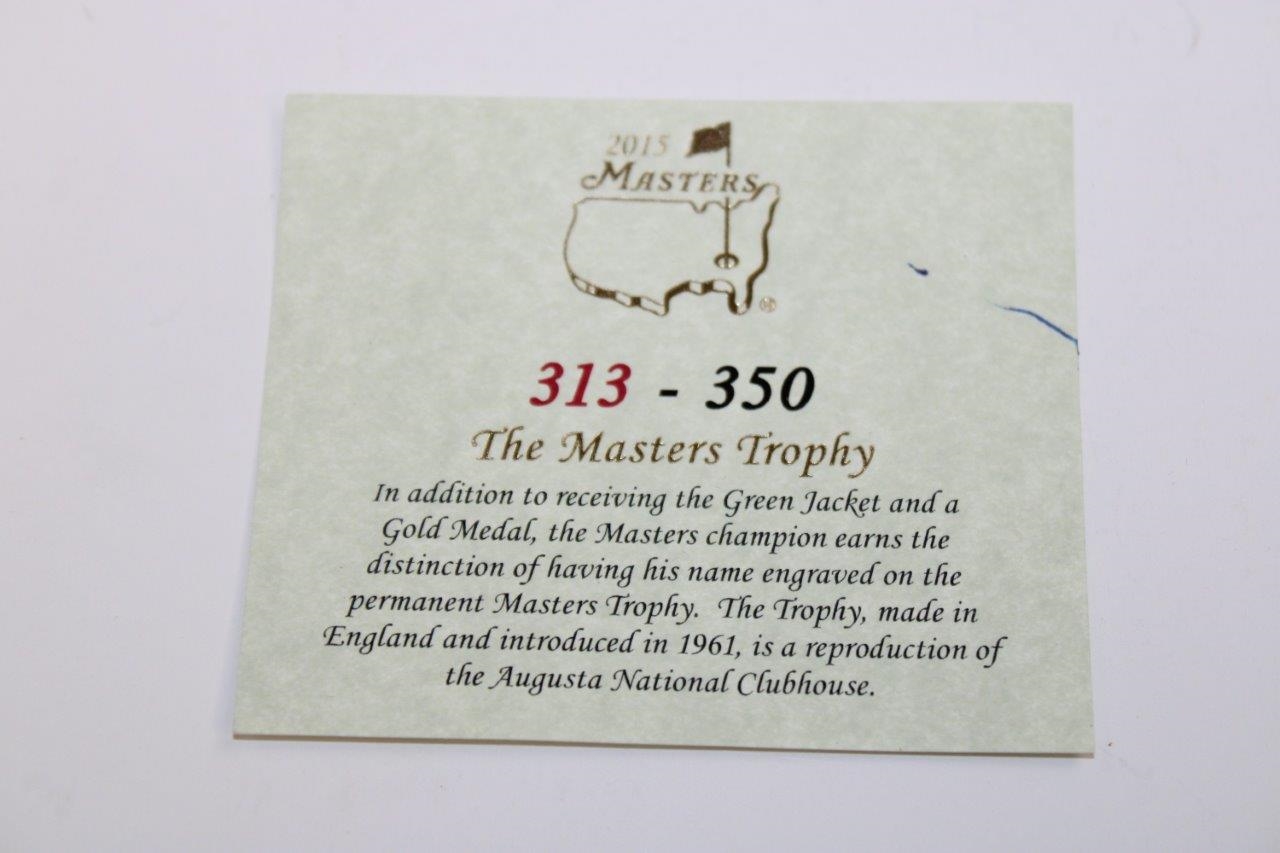 2015
MASTERS
®
313 - 350
The Masters Trophy
In addition to receiving the Green Jacket and a
Gold Medal, the Masters champion earns the
distinction of having his name engraved on the
permanent Masters Trophy. The Trophy, made in
England and introduced in 1961, is a reproduction of
the Augusta National Clubhouse.